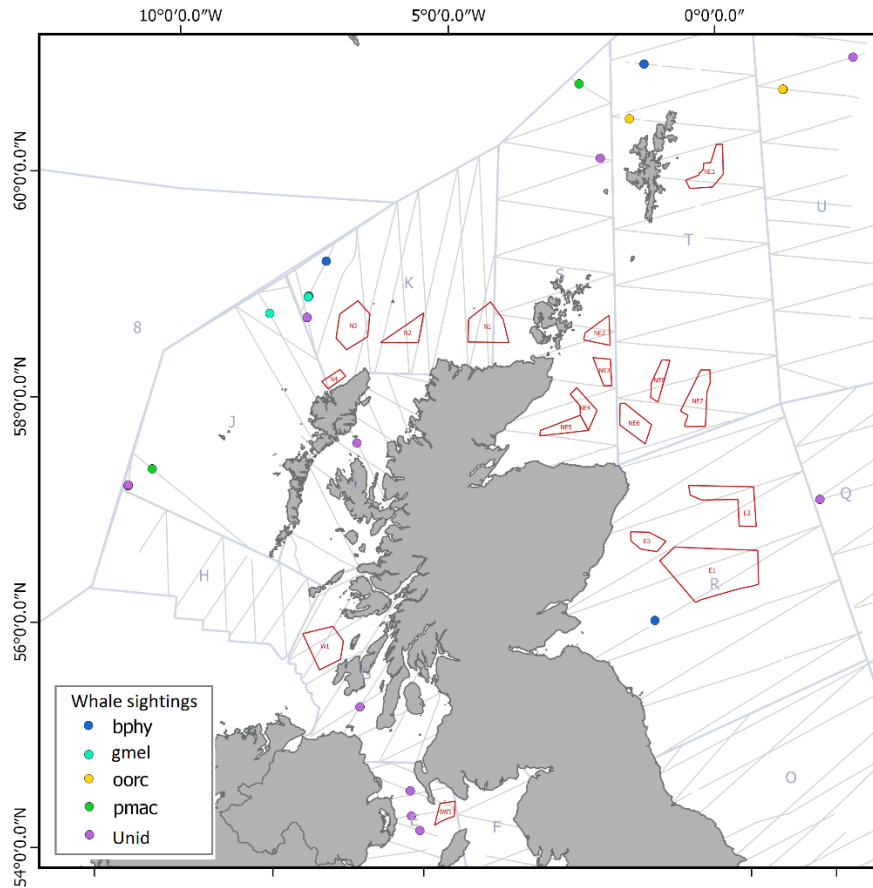 10°0'0.0"W 5°0'0.0"W 0°0'0.0"
60°0'0.0"N
58°0'0.0"N
56°0'0.0"N
54°0'0.0"N
NE1
U
T
K
S
8
N3
N2
N1
NE2
NE3
NE8
NE7
NE4
NE5
NE6
J
E2
Q
H
E3
E1
R
W1
SW1
F
O
Whale sightings
bphy
gmel
oorc
pmac
Unid